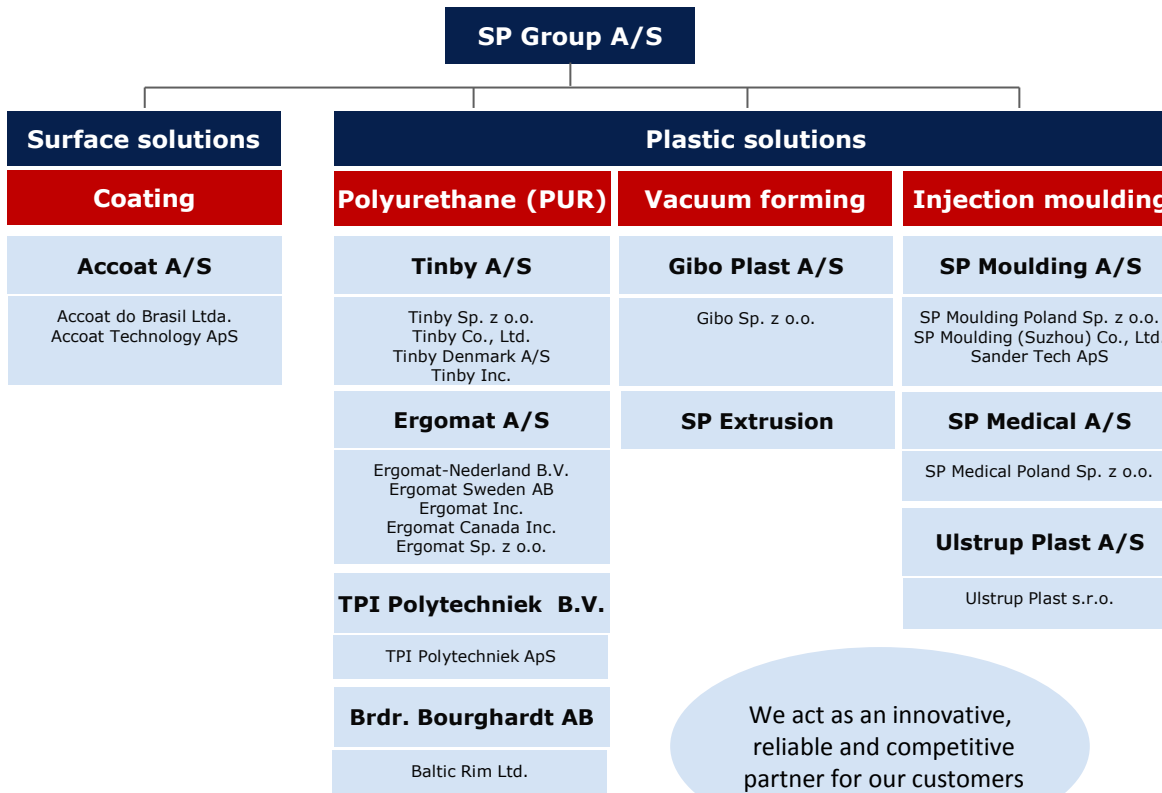 SP Group A/S
Surface solutions
Plastic solutions
Coating
Polyurethane (PUR)
Vacuum forming
Injection moulding
Accoat A/S
Accoat do Brasil Ltda.
Accoat Technology ApS
Tinby A/S
Tinby Sp. z o.o.
Tinby Co., Ltd.
Tinby Denmark A/S
Tinby Inc.
Ergomat A/S
Ergomat-Nederland B.V.
Ergomat Sweden AB
Ergomat Inc.
Ergomat Canada Inc.
Ergomat Sp. z o.o.
TPI Polytechniek B.V.
TPI Polytechniek ApS
Brdr. Bourghardt AB
Baltic Rim Ltd.
Gibo Plast A/S
Gibo Sp. z o.o.
SP Extrusion
SP Moulding A/S
SP Moulding Poland Sp. z o.o.
SP Moulding (Suzhou) Co., Ltd.
Sander Tech ApS
SP Medical A/S
SP Medical Poland Sp. z o.o.
Ulstrup Plast A/S
Ulstrup Plast s.r.o.
We act as an innovative,
reliable and competitive
partner for our customers